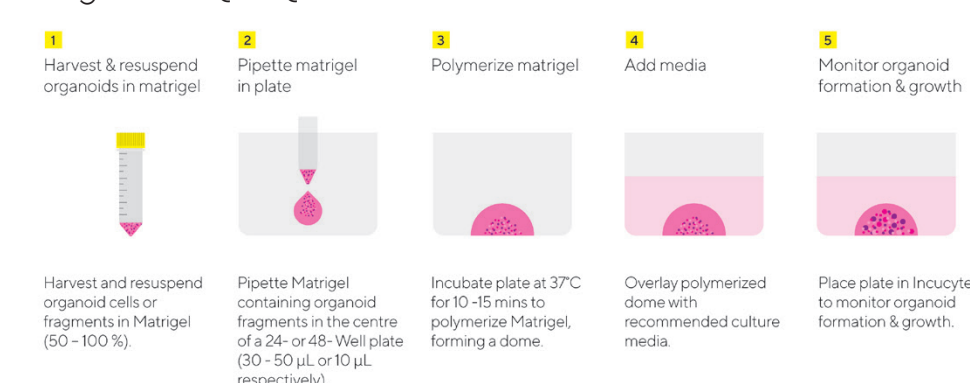 1
Harvest & resuspend
organoids in matrigel
2
Pipette matrigel
in plate
3
Polymerize matrigel
4
Add media
5
Monitor organoid
formation & growth
Harvest and resuspend
organoid cells or
fragments in Matrigel
(50 – 100 %).
Pipette Matrigel
containing organoid
fragments in the centre
of a 24- or 48- Well plate
(30 - 50 µL or 10 µL
respectively)
Incubate plate at 37°C
for 10 -15 mins to
polymerize Matrigel,
forming a dome.
Overlay polymerized
dome with
recommended culture
media.
Place plate in Incucyte
to monitor organoid
formation & growth.